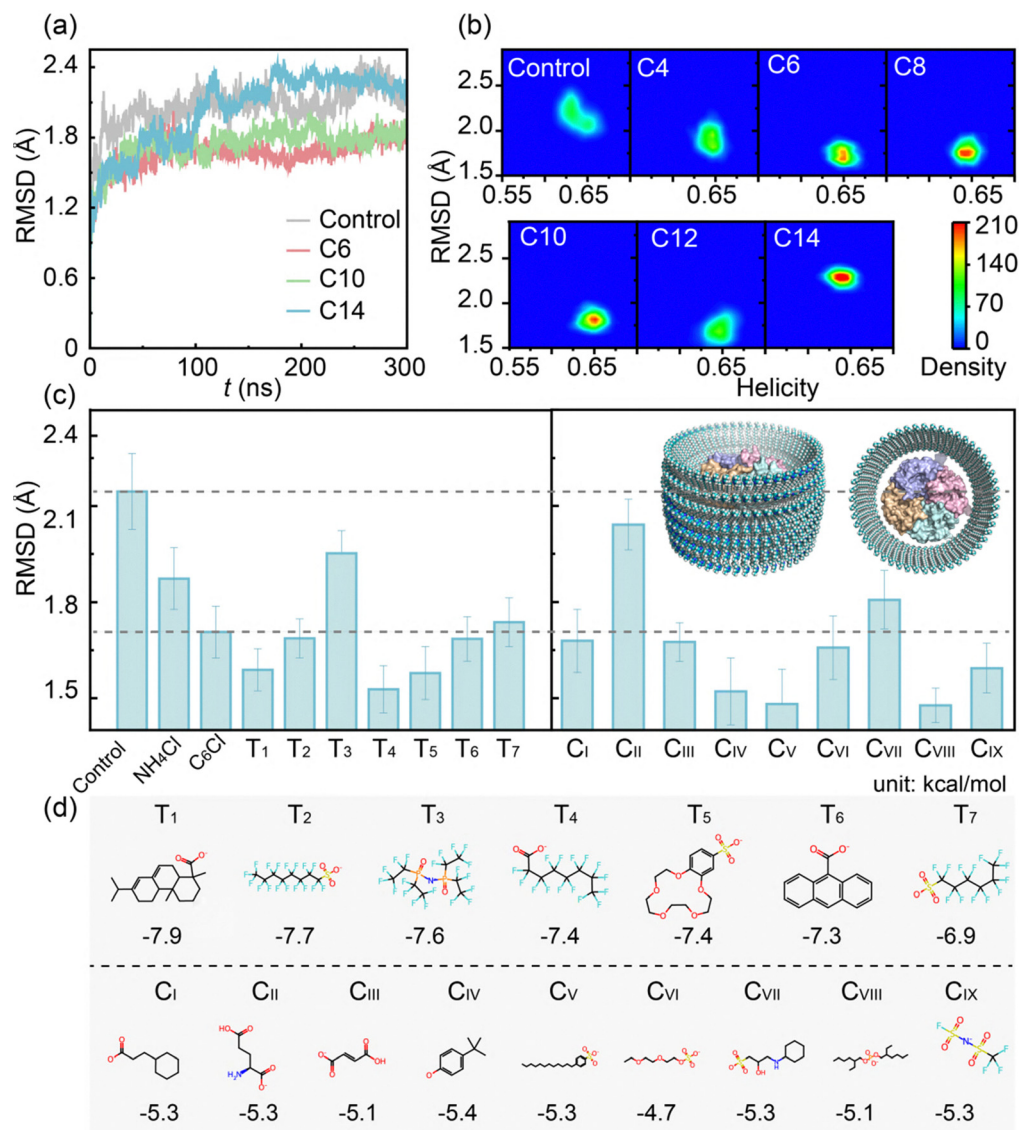 (a)
RMSD (Å)
2.4
1.8
1.2
0.6
0
Control
C6
C10
C14
0 100 200 300
t (ns)
(b)
RMSD (Å)
2.5
2.0
1.5
Control C4 C6 C8
0.55 0.65 0.65 0.65 0.65
2.5
2.0
1.5
C10 C12 C14
0.55 0.65 0.65 0.65
Helicity
210
140
70
0
Density
(c)
RMSD (Å)
2.4
2.1
1.8
1.5
Control NH4Cl C6Cl T1 T2 T3 T4 T5 T6 T7 CI CII CIII CIV CV CVI CVII CVIII CIX
unit: kcal/mol
(d)
T1 T2 T3 T4 T5 T6 T7
-7.9 -7.7 -7.6 -7.4 -7.4 -7.3 -6.9
CI CII CIII CIV CV CVI CVII CVIII CIX
-5.3 -5.3 -5.1 -5.4 -5.3 -4.7 -5.3 -5.1 -5.3